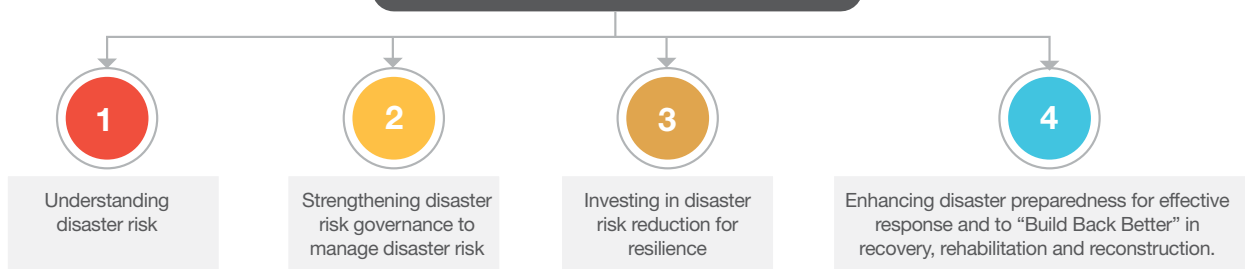 1
Understanding
disaster risk
2
Strengthening disaster
risk governance to
manage disaster risk
3
Investing in disaster
risk reduction for
resilience
4
Enhancing disaster preparedness for effective
response and to “Build Back Better” in
recovery, rehabilitation and reconstruction.